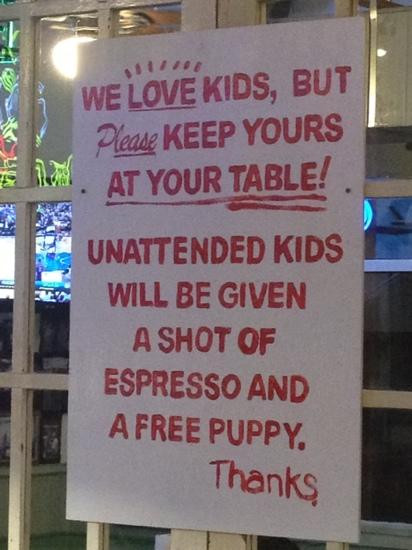 WE LOVE KIDS, BUT
Please KEEP YOURS
AT YOUR TABLE!
UNATTENDED KIDS
WILL BE GIVEN
A SHOT OF
ESPRESSO AND
A FREE PUPPY.
Thanks,